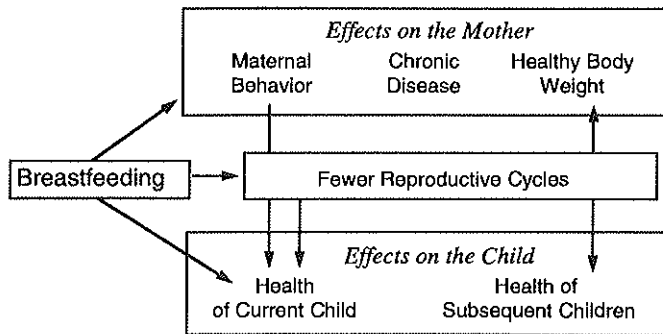 Effects on the Mother
Maternal Behavior
Chronic Disease
Healthy Body Weight
Breastfeeding
Fewer Reproductive Cycles
Effects on the Child
Health of Current Child
Health of Subsequent Children